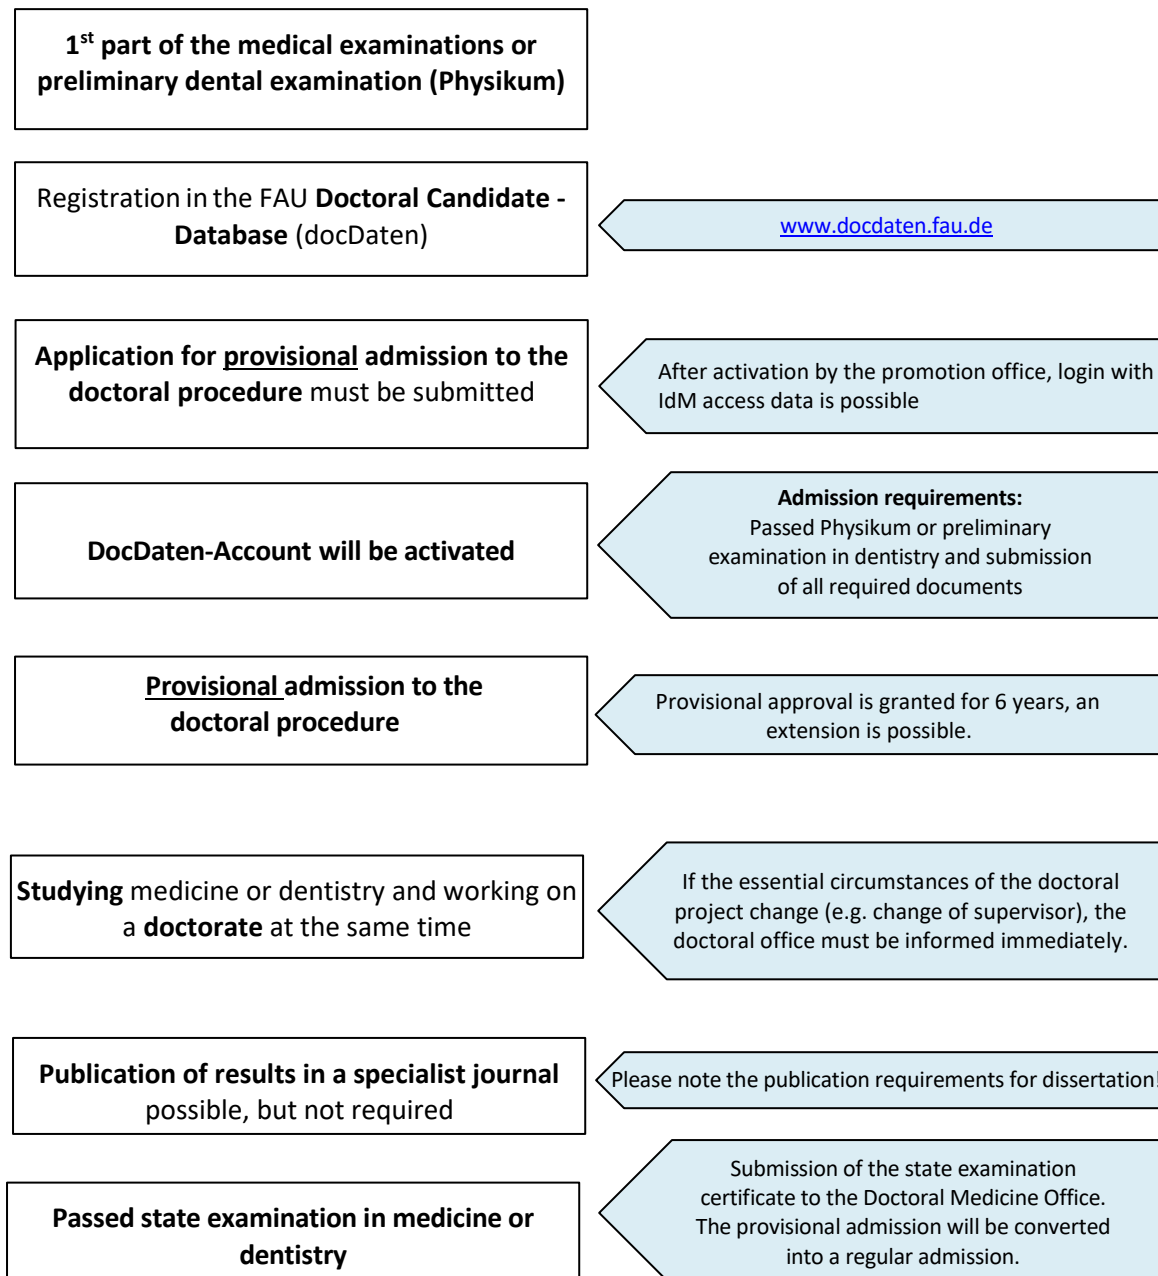 1st part of the medical examinations or
preliminary dental examination (Physikum)
Registration in the FAU Doctoral Candidate -
Database (docDaten)
www.docdaten.fau.de
Application for provisional admission to the
doctoral procedure must be submitted
After activation by the promotion office, login with
IdM access data is possible
DocDaten-Account will be activated
Admission requirements:
Passed Physikum or preliminary
examination in dentistry and submission
of all required documents
Provisional admission to the
doctoral procedure
Provisional approval is granted for 6 years, an
extension is possible.
Studying medicine or dentistry and working on
a doctorate at the same time
If the essential circumstances of the doctoral
project change (e.g. change of supervisor), the
doctoral office must be informed immediately.
Publication of results in a specialist journal
possible, but not required
Please note the publication requirements for dissertation!
Passed state examination in medicine or
dentistry
Submission of the state examination
certificate to the Doctoral Medicine Office.
The provisional admission will be converted
into a regular admission.